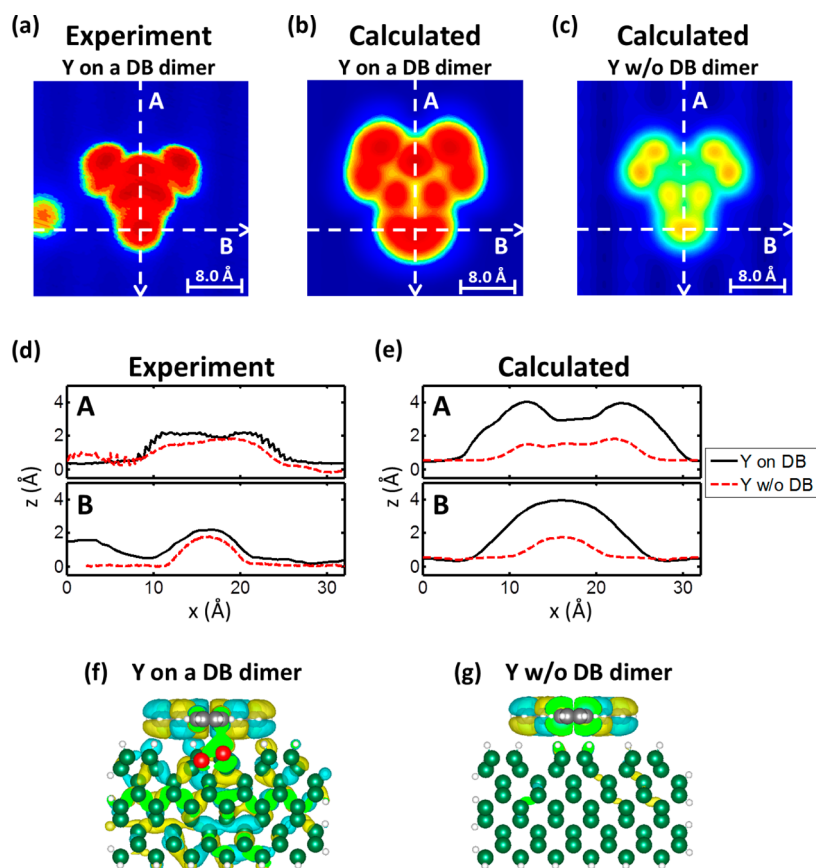 (a) Experiment
Y on a DB dimer
A
B
8.0 Å
(b) Calculated
Y on a DB dimer
A
B
8.0 Å
(c) Calculated
Y w/o DB dimer
A
B
8.0 Å
(d) Experiment
A
4
2
0
B
4
2
0
z (Å)
0 10 20 30
x (Å)
(e) Calculated
A
4
2
0
B
4
2
0
z (Å)
0 10 20 30
x (Å)
Y on DB
Y w/o DB
(f) Y on a DB dimer
(g) Y w/o DB dimer